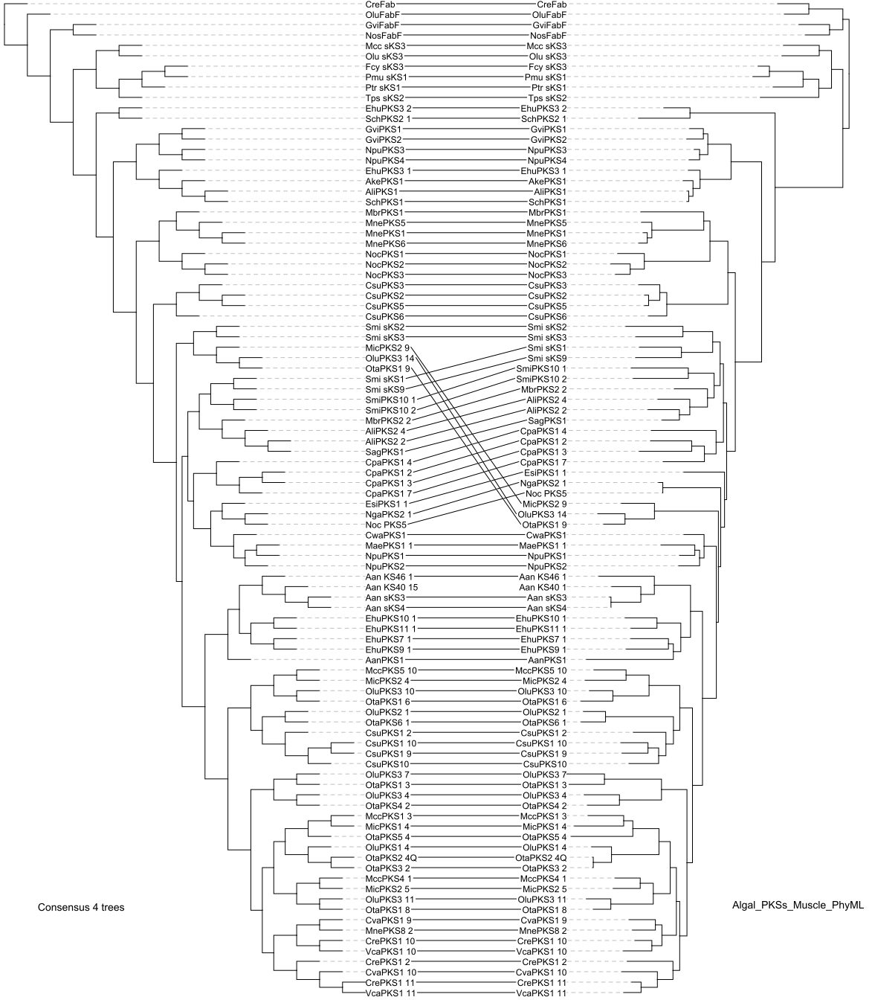 CreFab CreFab
OluFabF OluFabF
GviFabF GviFabF
NosFabF NosFabF
Mcc sKS3 Mcc sKS3
Olu sKS3 Olu sKS3
Fcy sKS3 Fcy sKS3
Pmu sKS1 Pmu sKS1
Ptr sKS1 Ptr sKS1
Tps sKS2 Tps sKS2
EhuPKS3 2 EhuPKS3 2
SchPKS2 1 SchPKS2 1
GviPKS1 GviPKS1
GviPKS2 GviPKS2
NpuPKS3 NpuPKS3
NpuPKS4 NpuPKS4
EhuPKS3 1 EhuPKS3 1
AkePKS1 AkePKS1
AliPKS1 AliPKS1
SchPKS1 SchPKS1
MbrPKS1 MbrPKS1
MnePKS5 MnePKS5
MnePKS1 MnePKS1
MnePKS6 MnePKS6
NocPKS1 NocPKS1
NocPKS2 NocPKS2
NocPKS3 NocPKS3
CsuPKS3 CsuPKS3
CsuPKS2 CsuPKS2
CsuPKS5 CsuPKS5
CsuPKS6 CsuPKS6
Smi sKS2 Smi sKS2
Smi sKS3 Smi sKS3
MicPKS2 9 Smi sKS1
OluPKS3 14 Smi sKS9
OtaPKS1 9 SmiPKS10 1
Smi sKS1 SmiPKS10 2
Smi sKS9 MbrPKS2 2
SmiPKS10 1 AliPKS2 4
SmiPKS10 2 AliPKS2 2
MbrPKS2 2 SagPKS1
AliPKS2 4 CpaPKS1 4
AliPKS2 2 CpaPKS1 2
SagPKS1 CpaPKS1 3
CpaPKS1 4 CpaPKS1 7
CpaPKS1 2 EsiPKS1 1
CpaPKS1 3 NgaPKS2 1
CpaPKS1 7 Noc PKS5
EsiPKS1 1 MicPKS2 9
NgaPKS2 1 OluPKS3 14
Noc PKS5 OtaPKS1 9
CwaPKS1 CwaPKS1
MaePKS1 1 MaePKS1 1
NpuPKS1 NpuPKS1
NpuPKS2 NpuPKS2
Aan KS46 1 Aan KS46 1
Aan KS40 15 Aan KS40 1
Aan sKS3 Aan sKS3
Aan sKS4 Aan sKS4
EhuPKS10 1 EhuPKS10 1
EhuPKS11 1 EhuPKS11 1
EhuPKS7 1 EhuPKS7 1
EhuPKS9 1 EhuPKS9 1
AanPKS1 AanPKS1
MccPKS5 10 MccPKS5 10
MicPKS2 4 MicPKS2 4
OluPKS3 10 OluPKS3 10
OtaPKS1 6 OtaPKS1 6
OluPKS2 1 OluPKS2 1
OtaPKS6 1 OtaPKS6 1
CsuPKS1 2 CsuPKS1 2
CsuPKS1 10 CsuPKS1 10
CsuPKS1 9 CsuPKS1 9
CsuPKS10 CsuPKS10
OluPKS3 7 OluPKS3 7
OtaPKS1 3 OtaPKS1 3
OluPKS3 4 OluPKS3 4
OtaPKS4 2 OtaPKS4 2
MccPKS1 3 MccPKS1 3
MicPKS1 4 MicPKS1 4
OtaPKS5 4 OtaPKS5 4
OluPKS1 4 OluPKS1 4
OtaPKS2 4Q OtaPKS2 4Q
OtaPKS3 2 OtaPKS3 2
MccPKS4 1 MccPKS4 1
MicPKS2 5 MicPKS2 5
OluPKS3 11 OluPKS3 11
OtaPKS1 8 OtaPKS1 8
Consensus 4 trees Algal_PKSs_Muscle_PhyML
CvaPKS1 9 CvaPKS1 9
MnePKS8 2 MnePKS8 2
CrePKS1 10 CrePKS1 10
VcaPKS1 10 VcaPKS1 10
CrePKS1 2 CrePKS1 2
CvaPKS1 10 CvaPKS1 10
CrePKS1 11 CrePKS1 11
VcaPKS1 11 VcaPKS1 11